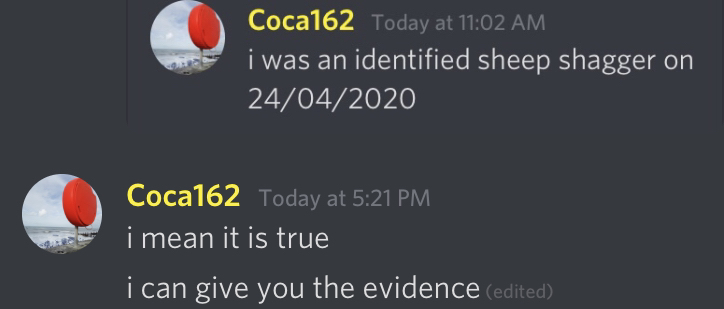 Coca162 Today at 11:02 AM
i was an identified sheep shagger on
24/04/2020
Coca162 Today at 5:21 PM
i mean it is true
i can give you the evidence (edited)